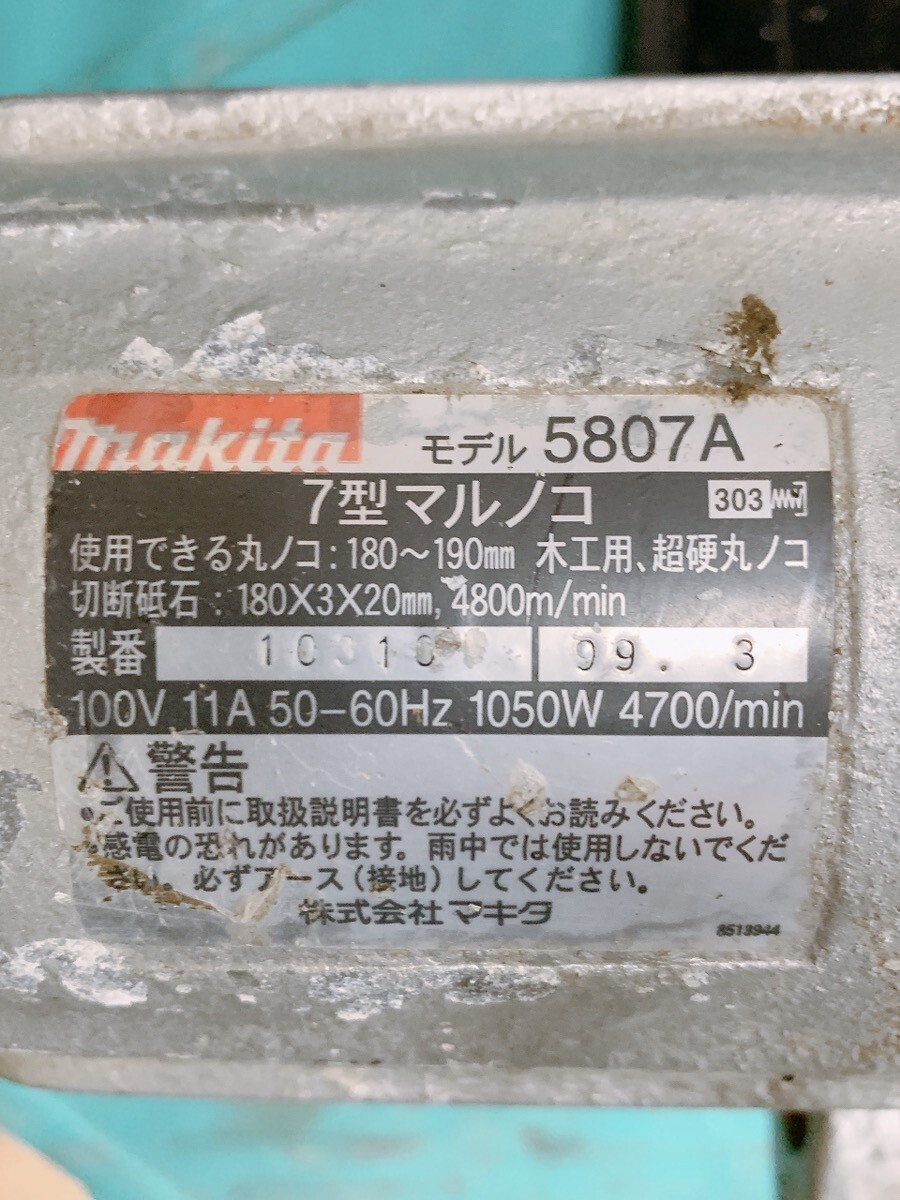 makita モデル 5807A
7型マルノコ 303
使用できる丸ノコ:180～190mm 木工用、超硬丸ノコ
切断砥石:180X3X20mm, 4800m/min
製番 99. 3
100V 11A 50-60Hz 1050W 4700/min
警告
•ご使用前に取扱説明書を必ずよくお読みください。
•感電の恐れがあります。雨中では使用しないでくだ
さい。必ずアース(接地)してください。
株式会社マキタ
8513944